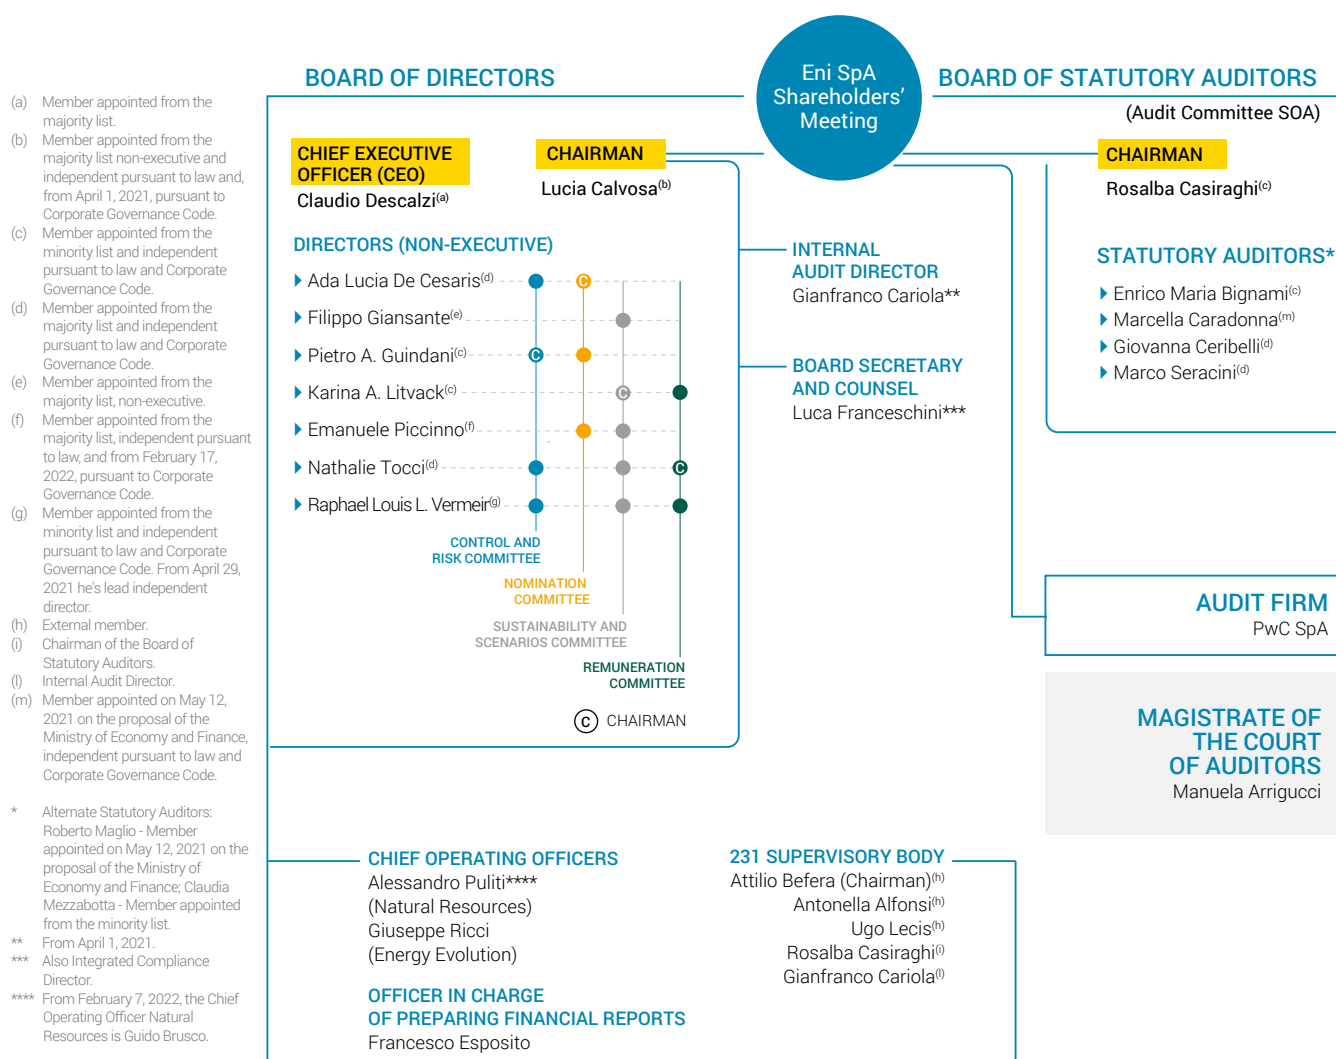 (a) Member appointed from the
majority list.
(b) Member appointed from the
majority list non-executive and
independent pursuant to law and,
from April 1, 2021, pursuant to
Corporate Governance Code.
(c) Member appointed from the
minority list and independent
pursuant to law and Corporate
Governance Code.
(d) Member appointed from the
majority list and independent
pursuant to law and Corporate
Governance Code.
(e) Member appointed from the
majority list, non-executive.
(f) Member appointed from the
majority list, independent pursuant
to law, and from February 17,
2022, pursuant to Corporate
Governance Code.
(g) Member appointed from the
minority list and independent
pursuant to law and Corporate
Governance Code. From April 29,
2021 he's lead independent
director.
(h) External member.
(i) Chairman of the Board of
Statutory Auditors.
(l) Internal Audit Director.
(m) Member appointed on May 12,
2021 on the proposal of the
Ministry of Economy and Finance,
independent pursuant to law and
Corporate Governance Code.
* Alternate Statutory Auditors:
Roberto Maglio - Member
appointed on May 12, 2021 on the
proposal of the Ministry of
Economy and Finance; Claudia
Mezzabotta - Member appointed
from the minority list.
** From April 1, 2021.
*** Also Integrated Compliance
Director.
**** From February 7, 2022, the Chief
Operating Officer Natural
Resources is Guido Brusco.
Eni SpA
Shareholders'
Meeting
BOARD OF DIRECTORS
CHIEF EXECUTIVE
OFFICER (CEO)
Claudio Descalzi(a)
CHAIRMAN
Lucia Calvosa(b)
DIRECTORS (NON-EXECUTIVE)
Ada Lucia De Cesaris(d) C
Filippo Giansante(e)
Pietro A. Guindani(c) C
Karina A. Litvack(c) C
Emanuele Piccinno(f)
Nathalie Tocci(d) C
Raphael Louis L. Vermeir(g)
CONTROL AND
RISK COMMITTEE
NOMINATION
COMMITTEE
SUSTAINABILITY AND
SCENARIOS COMMITTEE
REMUNERATION
COMMITTEE
C CHAIRMAN
INTERNAL
AUDIT DIRECTOR
Gianfranco Cariola**
BOARD SECRETARY
AND COUNSEL
Luca Franceschini***
BOARD OF STATUTORY AUDITORS
(Audit Committee SOA)
CHAIRMAN
Rosalba Casiraghi(c)
STATUTORY AUDITORS*
Enrico Maria Bignami(c)
Marcella Caradonna(m)
Giovanna Ceribelli(d)
Marco Seracini(d)
AUDIT FIRM
PwC SpA
MAGISTRATE OF
THE COURT
OF AUDITORS
Manuela Arrigucci
CHIEF OPERATING OFFICERS
Alessandro Puliti****
(Natural Resources)
Giuseppe Ricci
(Energy Evolution)
OFFICER IN CHARGE
OF PREPARING FINANCIAL REPORTS
Francesco Esposito
231 SUPERVISORY BODY
Attilio Befera (Chairman)(h)
Antonella Alfonsi(h)
Ugo Lecis(h)
Rosalba Casiraghi(i)
Gianfranco Cariola(l)